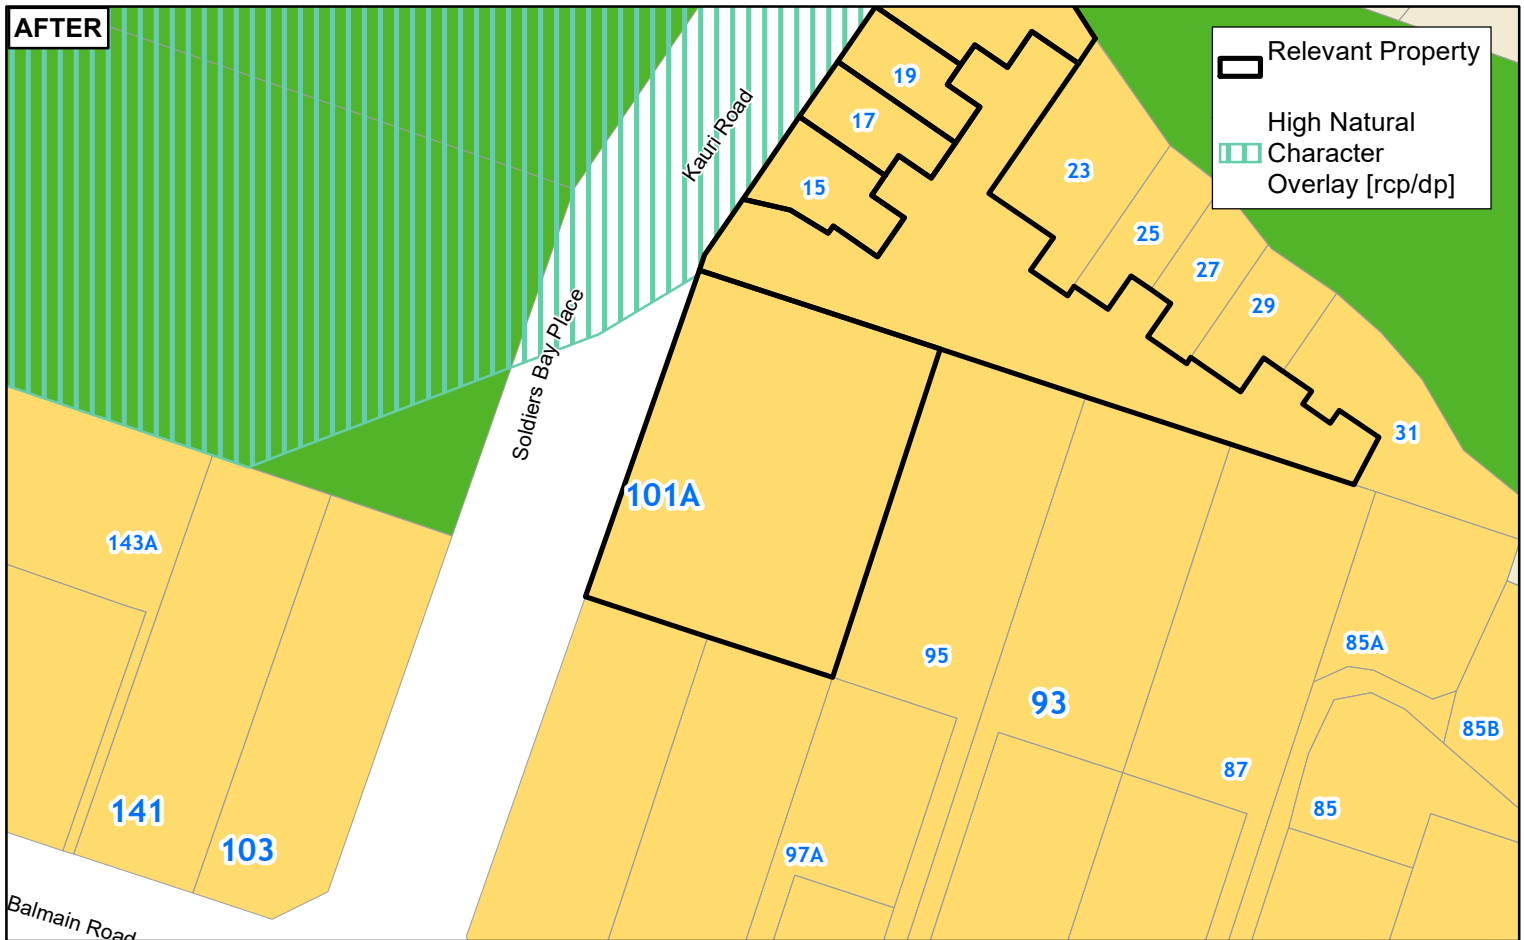 AFTER
Relevant Property
High Natural
Character
Overlay [rcp/dp]
Kauri Road
19
17
15
23
25
27
29
31
Soldiers Bay Place
101A
143A
95
93
85A
85B
87
85
141
103
97A
Balmain Road